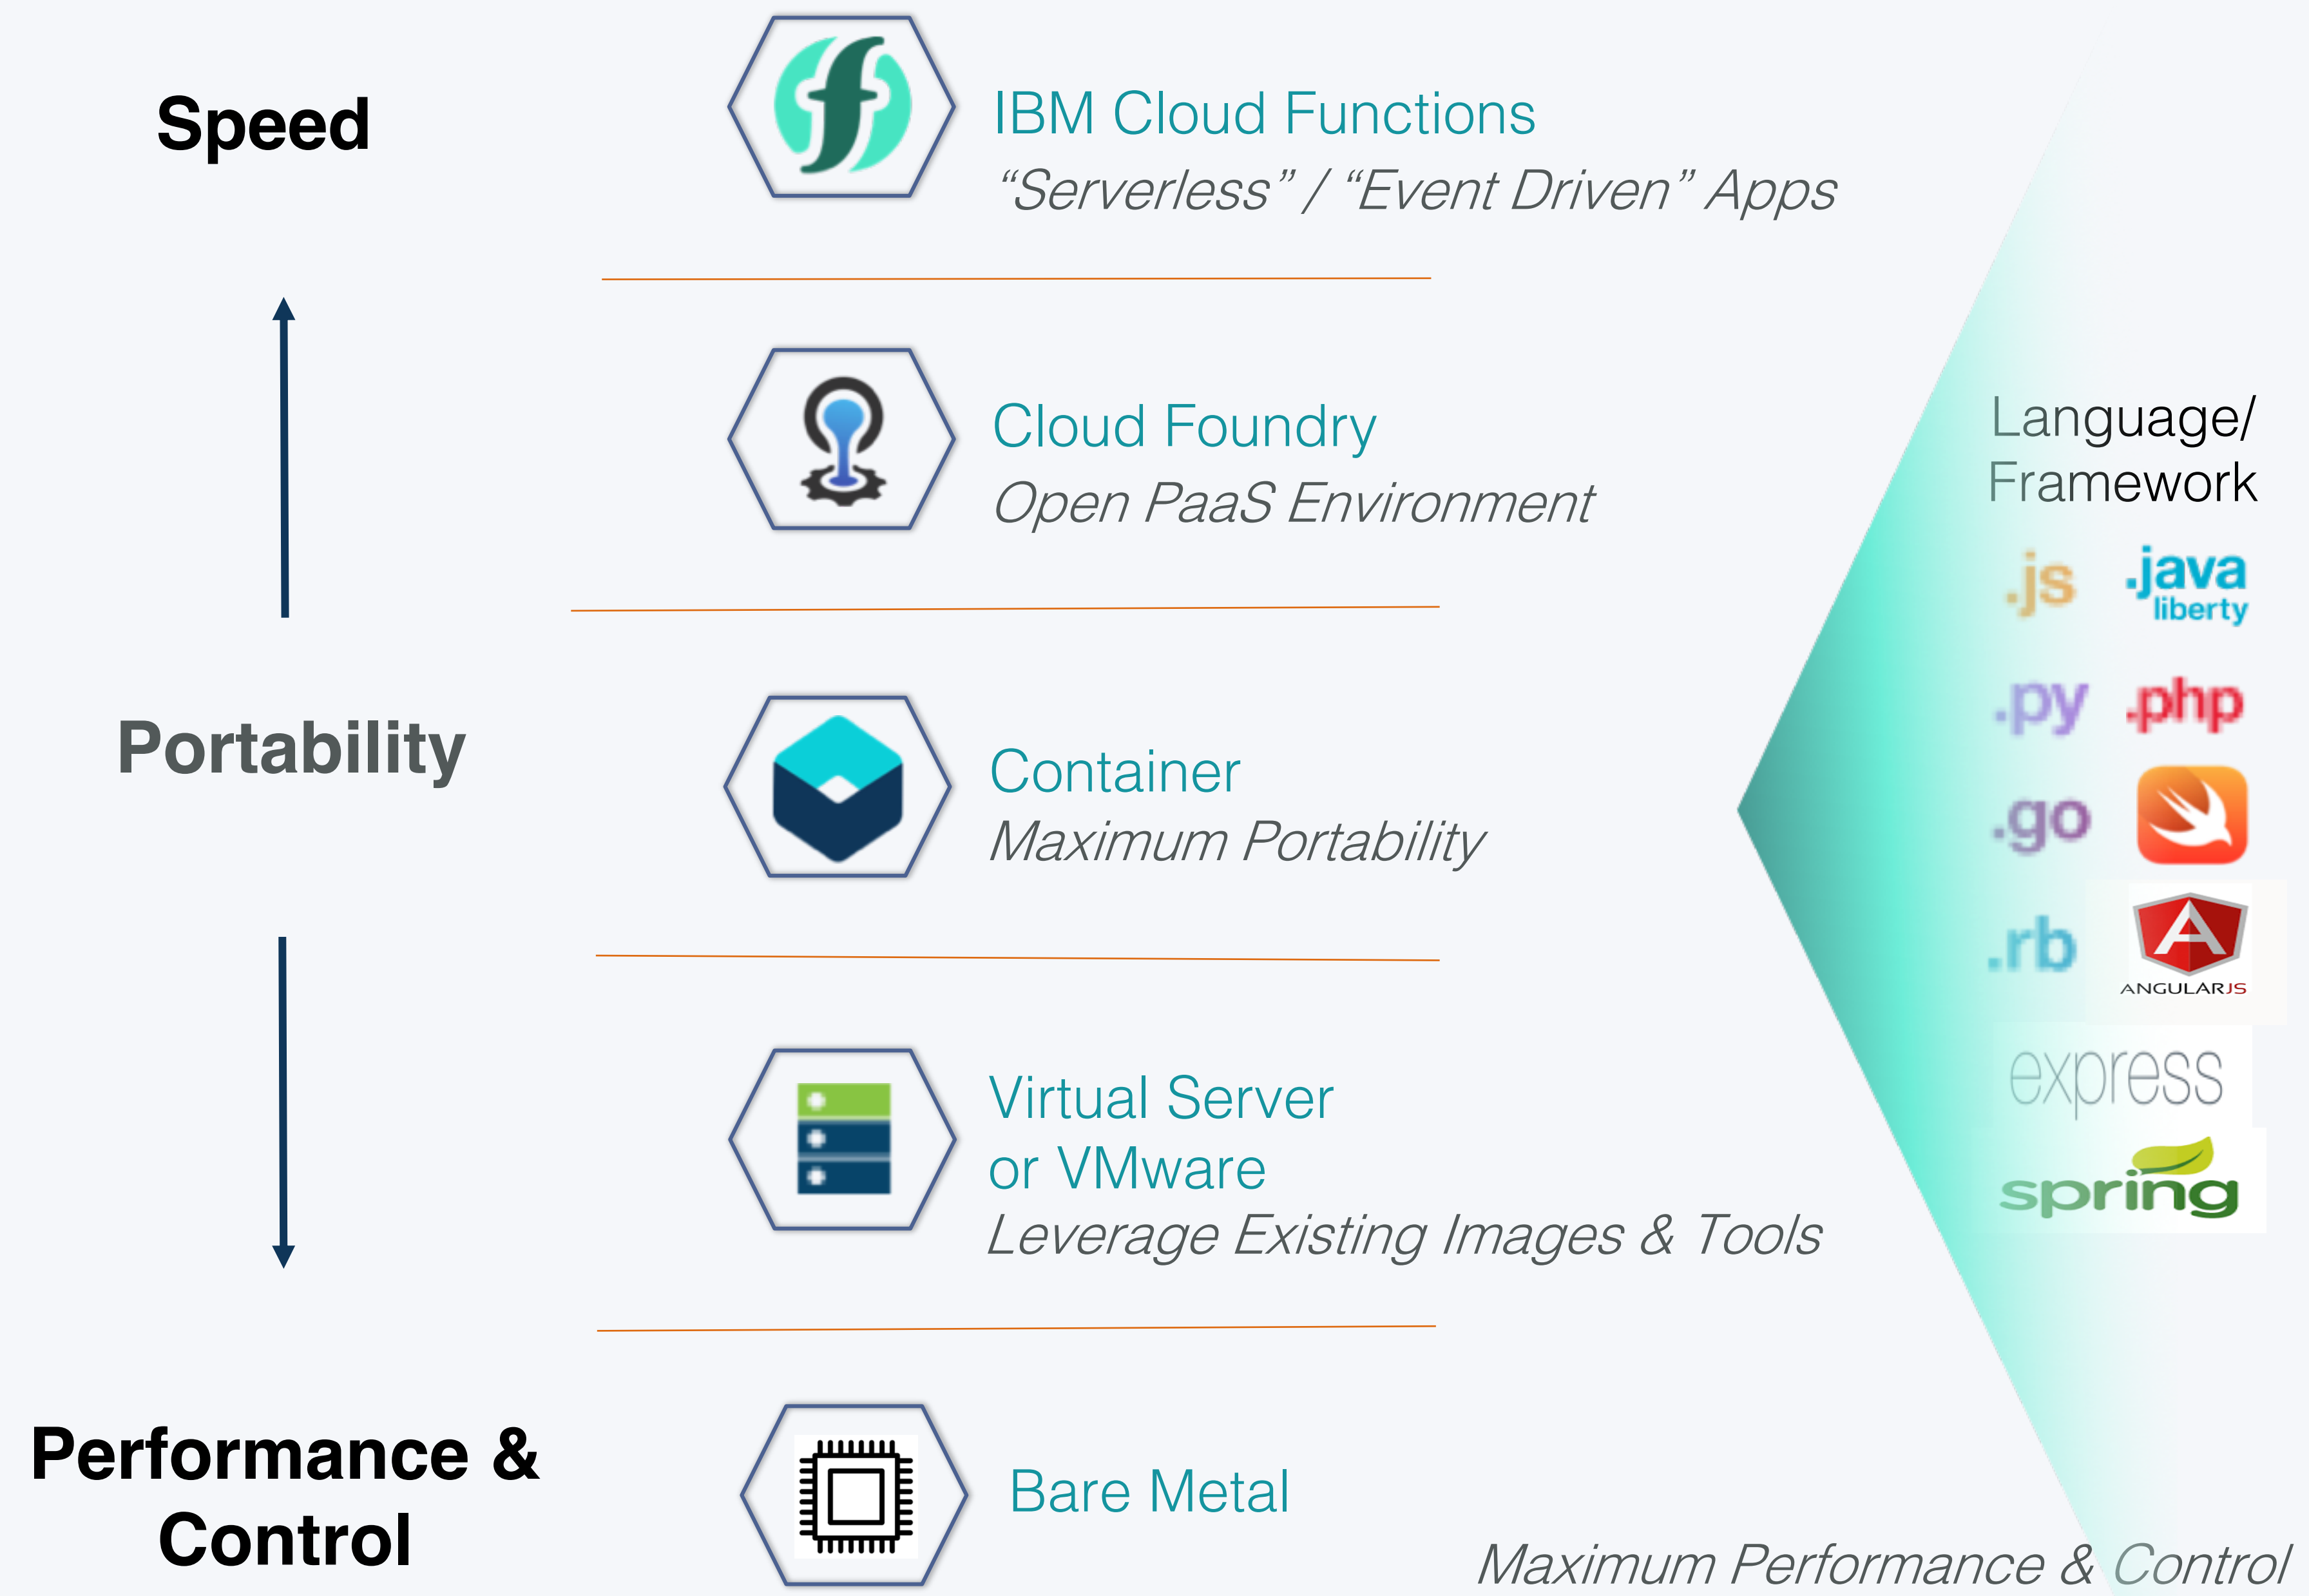 Speed
IBM Cloud Functions
“Serverless” / “Event Driven” Apps
Cloud Foundry
Open PaaS Environment
Portability
Container
Maximum Portability
Virtual Server
or VMware
Leverage Existing Images & Tools
Performance &
Control
Bare Metal
Maximum Performance & Control
Language/
Framework
.js .java
liberty
.py .php
.go
.rb
ANGULARJS
express
spring